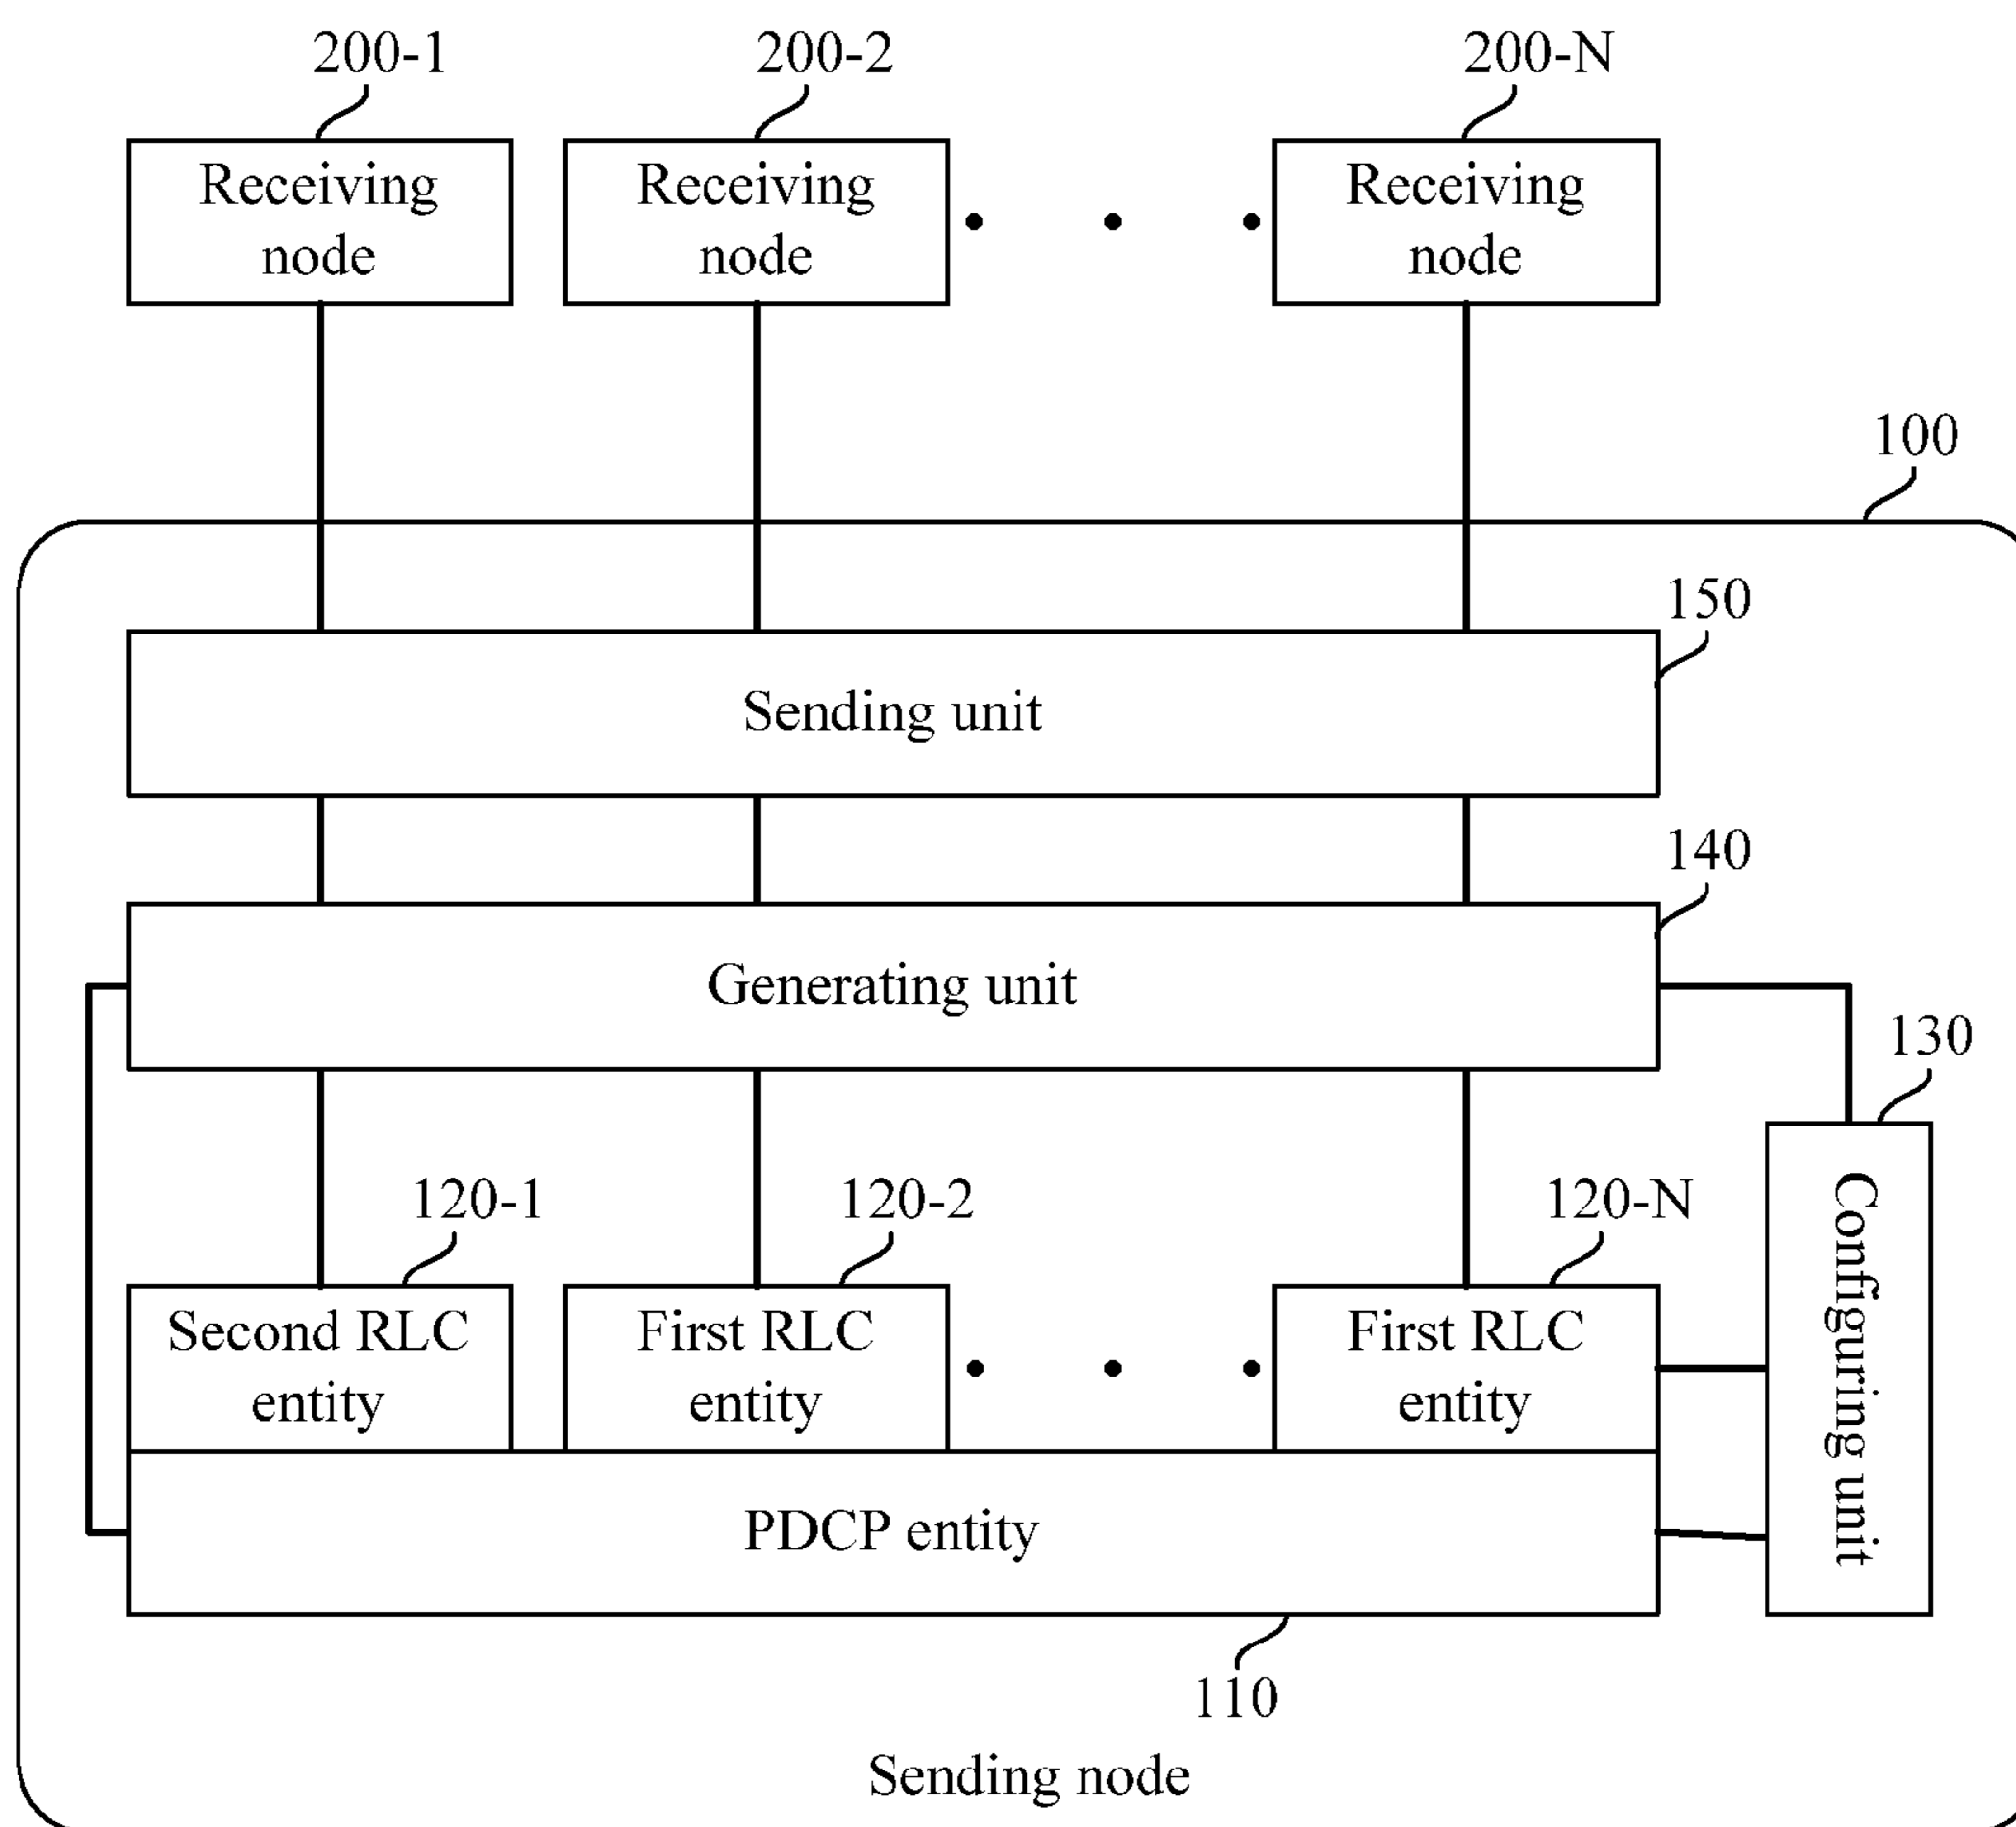 200-1
200-2
200-N
Receiving
node
Receiving
node
Receiving
node
100
150
Sending unit
140
Generating unit
130
Configuring unit
120-1
120-2
120-N
Second RLC
entity
First RLC
entity
First RLC
entity
PDCP entity
110
Sending node